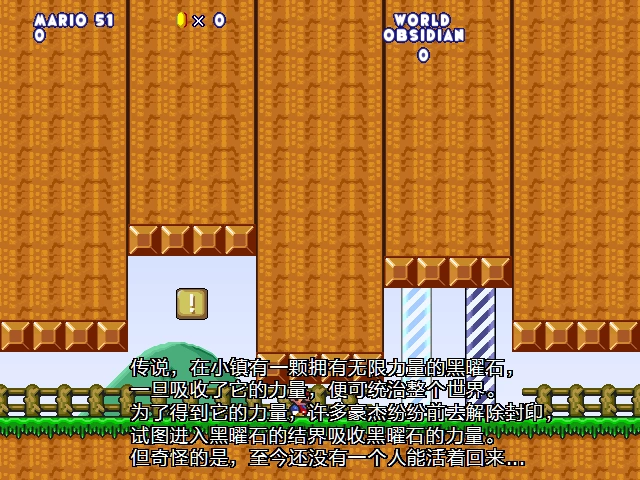 MARIO 51
0
× 0
WORLD
OBSIDIAN
0
!
传说，在小镇有一颗拥有无限力量的黑曜石，
一旦吸收了它的力量，便可统治整个世界。
为了得到它的力量，许多豪杰纷纷前去解除封印，
试图进入黑曜石的结界吸收黑曜石的力量。
但奇怪的是，至今还没有一个人能活着回来...